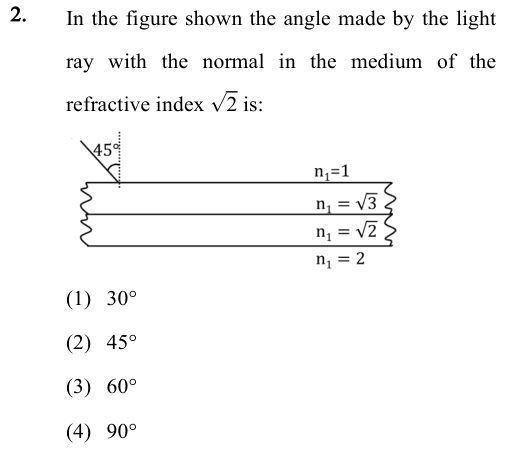 2. In the figure shown the angle made by the light
ray with the normal in the medium of the
refractive index √2 is:
45°
n₁=1
n₁ = √3
n₁ = √2
n₁ = 2
(1) 30°
(2) 45°
(3) 60°
(4) 90°